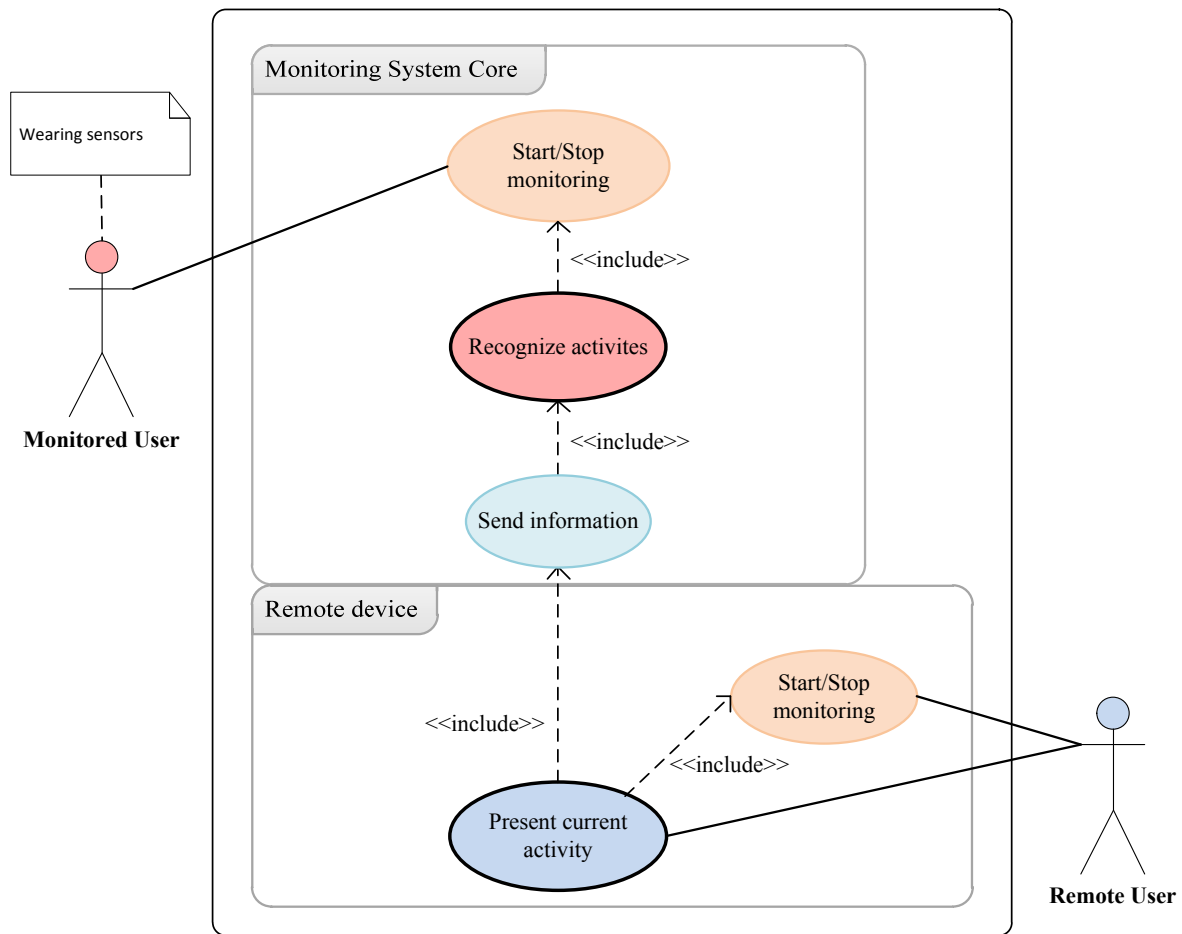 Monitoring System Core
Wearing sensors
Start/Stop
monitoring
<<include>>
Recognize activites
Monitored User
<<include>>
Send information
Remote device
Start/Stop
monitoring
<<include>>
<<include>>
Present current
activity
Remote User